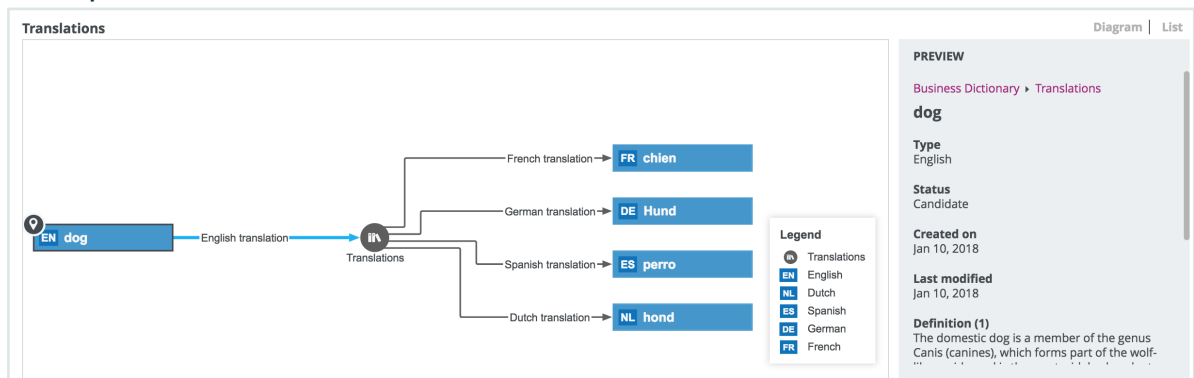 Translations
Diagram | List
EN dog
English translation
Translations
French translation
FR chien
German translation
DE Hund
Spanish translation
ES perro
Dutch translation
NL hond
Legend
Translations
EN English
NL Dutch
ES Spanish
DE German
FR French
PREVIEW
Business Dictionary ▸ Translations
dog
Type
English
Status
Candidate
Created on
Jan 10, 2018
Last modified
Jan 10, 2018
Definition (1)
The domestic dog is a member of the genus
Canis (canines), which forms part of the wolf-